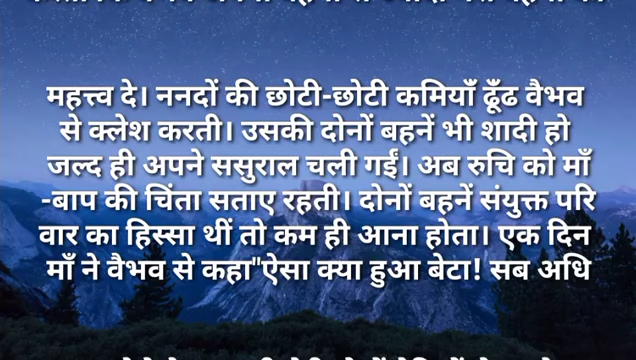 महत्त्व दे। ननदों की छोटी-छोटी कमियाँ ढूँढ वैभव
से क्लेश करती। उसकी दोनों बहनें भी शादी हो
जल्द ही अपने ससुराल चली गईं। अब रुचि को माँ
-बाप की चिंता सताए रहती। दोनों बहनें संयुक्त परि
वार का हिस्सा थीं तो कम ही आना होता। एक दिन
माँ ने वैभव से कहा"ऐसा क्या हुआ बेटा! सब अधि